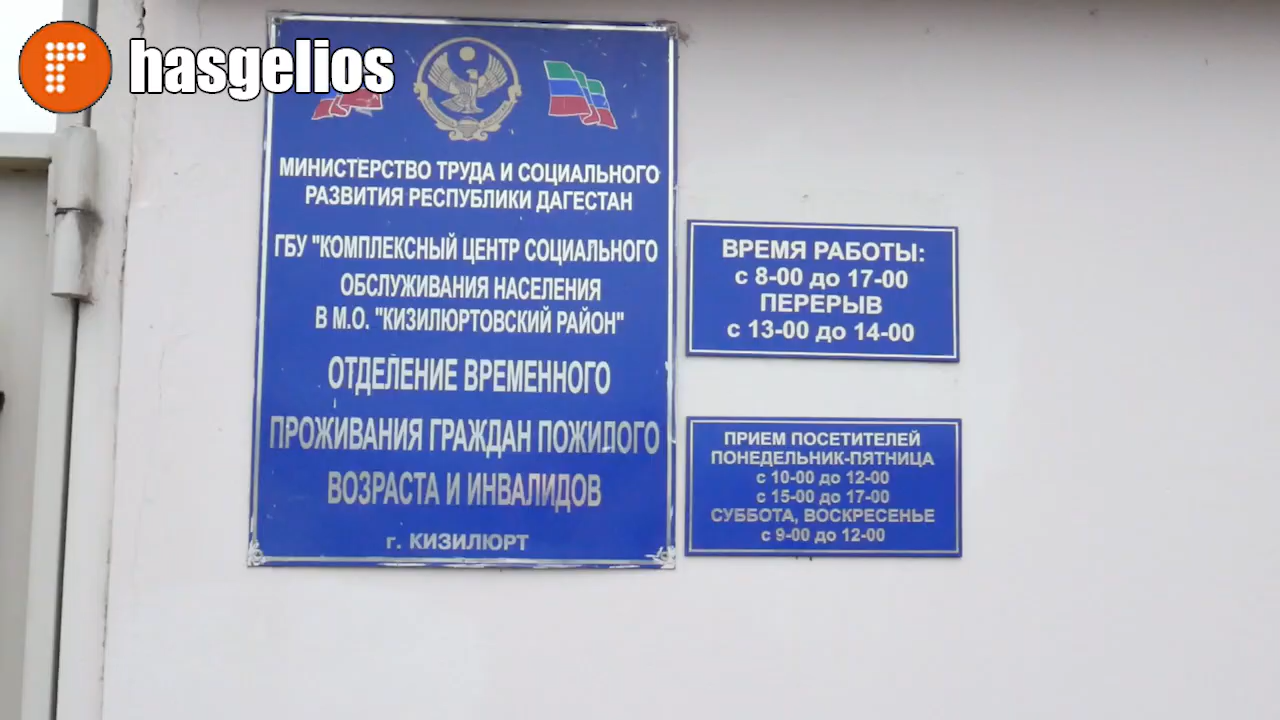 hasgelios
МИНИСТЕРСТВО ТРУДА И СОЦИАЛЬНОГО
РАЗВИТИЯ РЕСПУБЛИКИ ДАГЕСТАН
ГБУ "КОМПЛЕКСНЫЙ ЦЕНТР СОЦИАЛЬНОГО
ОБСЛУЖИВАНИЯ НАСЕЛЕНИЯ
В М.О. "КИЗИЛЮРТОВСКИЙ РАЙОН"
ОТДЕЛЕНИЕ ВРЕМЕННОГО
ПРОЖИВАНИЯ ГРАЖДАН ПОЖИЛОГО
ВОЗРАСТА И ИНВАЛИДОВ
г. КИЗИЛЮРТ
ВРЕМЯ РАБОТЫ:
с 8-00 до 17-00
ПЕРЕРЫВ
с 13-00 до 14-00
ПРИЕМ ПОСЕТИТЕЛЕЙ
ПОНЕДЕЛЬНИК-ПЯТНИЦА
с 10-00 до 12-00
с 15-00 до 17-00
СУББОТА, ВОСКРЕСЕНЬЕ
с 9-00 до 12-00